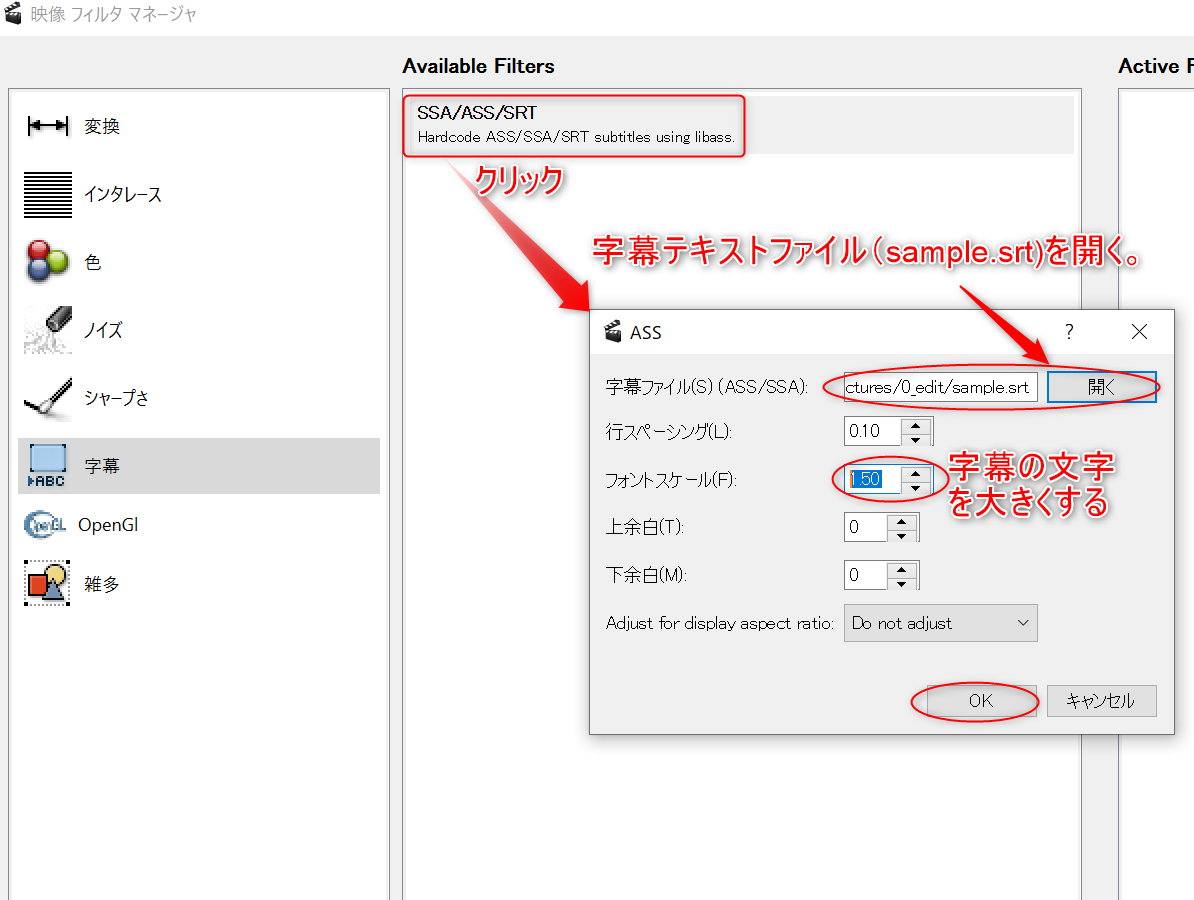 映像 フィルタ マネージャ
Available Filters
Active F
変換
インタレース
色
ノイズ
シャープさ
字幕
ABC
OpenGL
OpenGl
雑多
SSA/ASS/SRT
Hardcode ASS/SSA/SRT subtitles using libass.
クリック
字幕テキストファイル（sample.srt)を開く。
ASS
?
字幕ファイル(S) (ASS/SSA):
ctures/0_edit/sample.srt
開く
行スペーシング(L):
0.10
フォントスケール(F):
1.50
字幕の文字
を大きくする
上余白(T):
0
下余白(M):
0
Adjust for display aspect ratio:
Do not adjust
OK
キャンセル